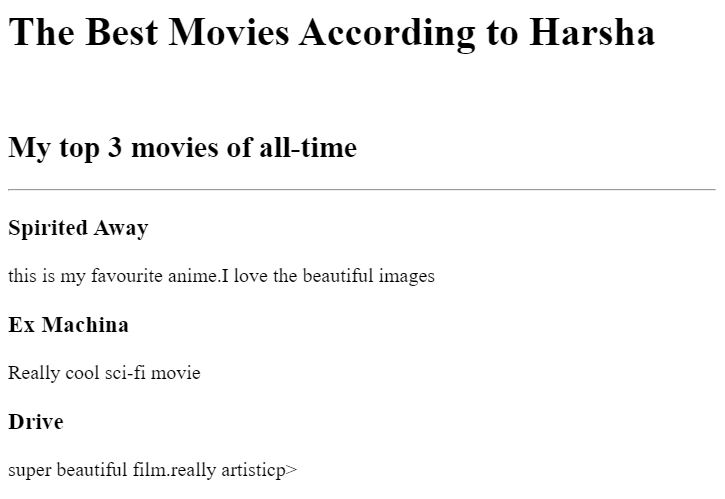 The Best Movies According to Harsha
My top 3 movies of all-time
Spirited Away
this is my favourite anime.I love the beautiful images
Ex Machina
Really cool sci-fi movie
Drive
super beautiful film.really artisticp>